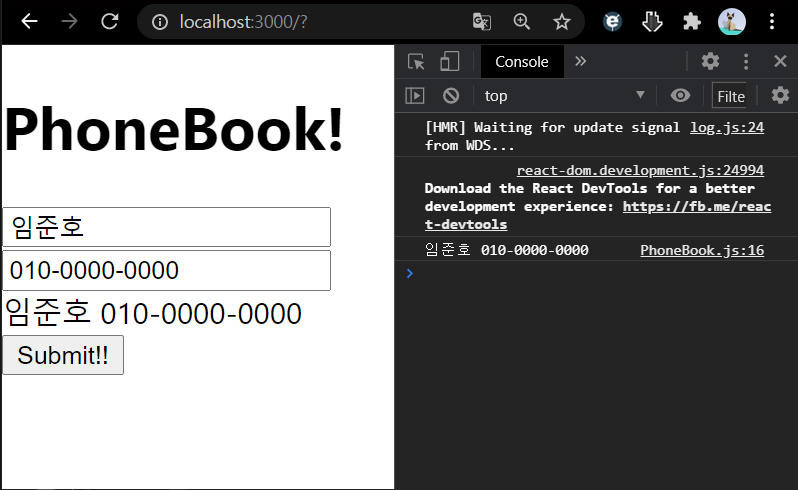 localhost:3000/?
Console
top
Filte
PhoneBook!
임준호
010-0000-0000
임준호 010-0000-0000
Submit!!
[HMR] Waiting for update signal log.js:24
from WDS...
react-dom.development.js:24994
Download the React DevTools for a better
development experience: https://fb.me/reac
t-devtools
임준호 010-0000-0000 PhoneBook.js:16